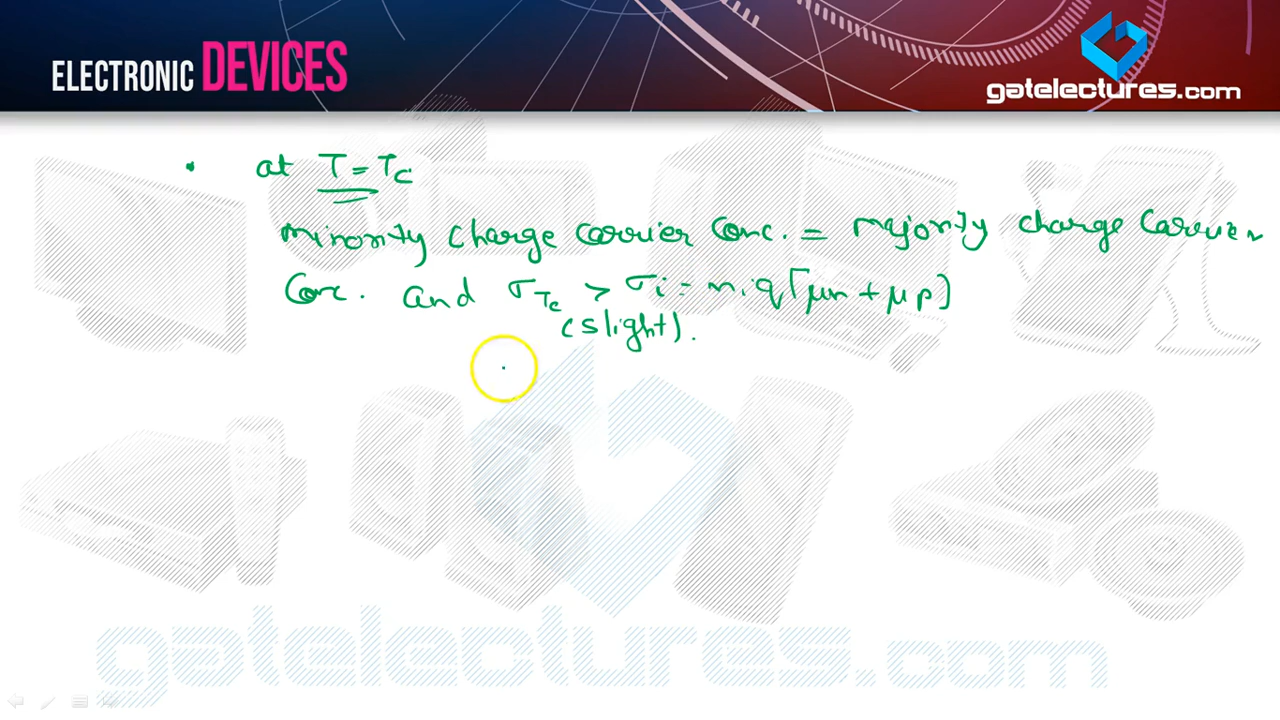 ELECTRONIC DEVICES
gatelectures.com
• at T = Tc
minority charge carrier conc. = majority charge carrier
conc. and σTc > σi = niq[μn + μp]
(slight).
gatelectures.com